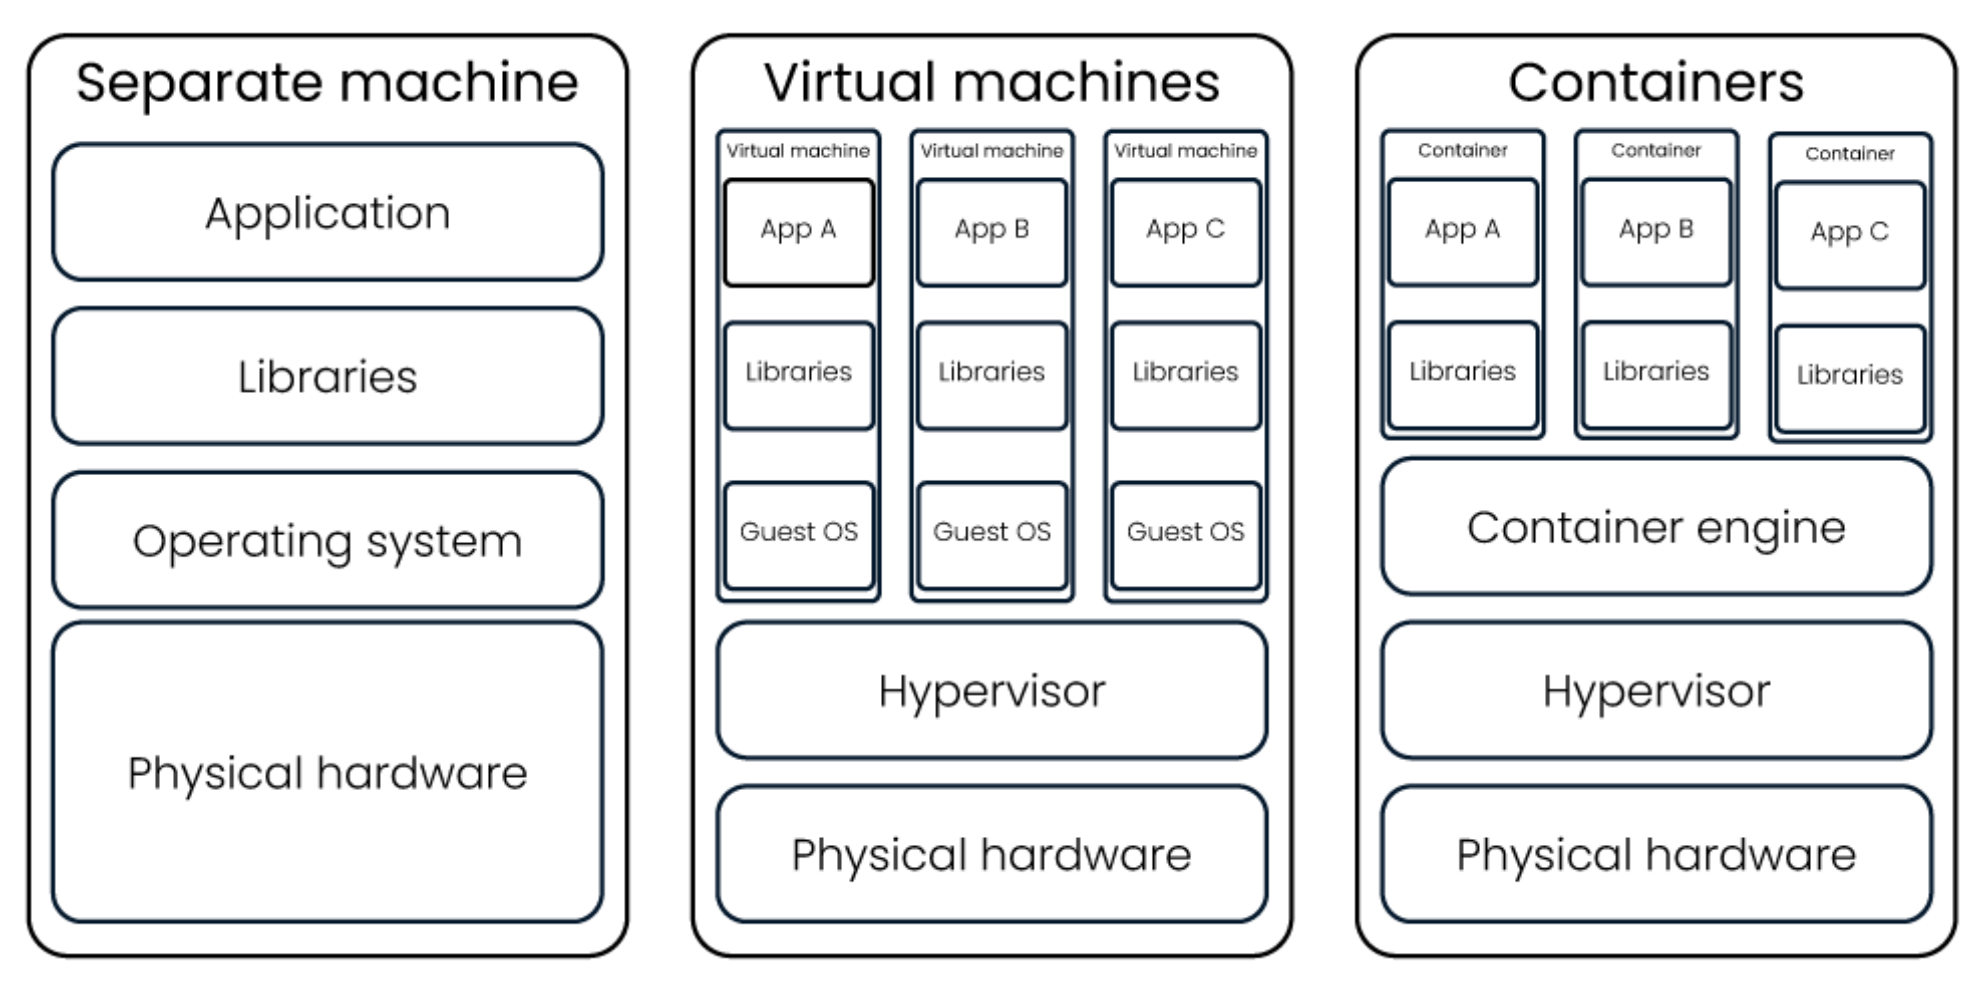 Separate machine
Application
Libraries
Operating system
Physical hardware
Virtual machines
Virtual machine
App A
Libraries
Guest OS
Virtual machine
App B
Libraries
Guest OS
Virtual machine
App C
Libraries
Guest OS
Hypervisor
Physical hardware
Containers
Container
App A
Libraries
Container
App B
Libraries
Container
App C
Libraries
Container engine
Hypervisor
Physical hardware